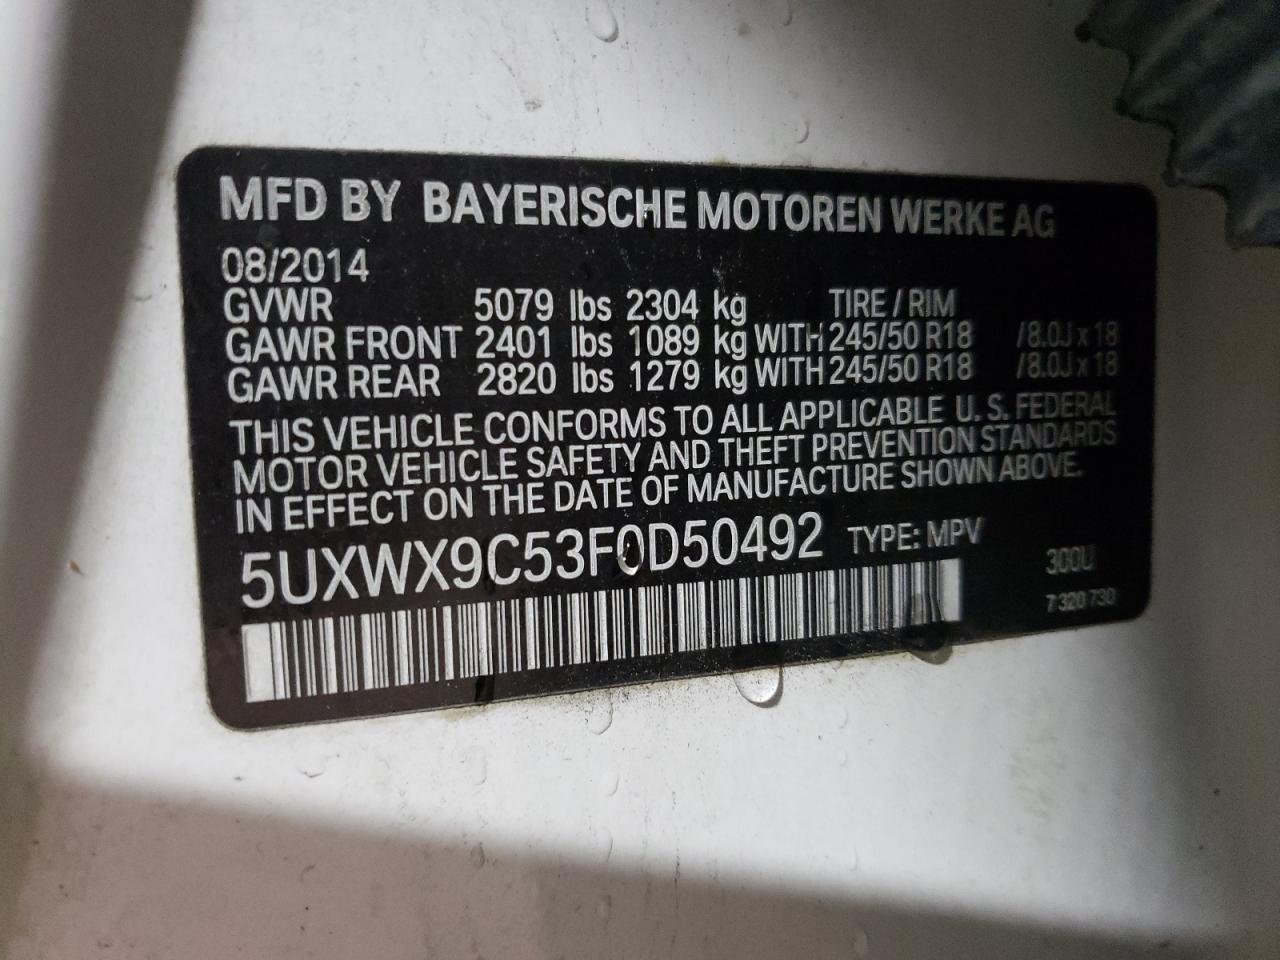 MFD BY BAYERISCHE MOTOREN WERKE AG
08/2014
GVWR 5079 lbs 2304 kg TIRE / RIM
GAWR FRONT 2401 lbs 1089 kg WITH 245/50 R18 /8.0J x 18
GAWR REAR 2820 lbs 1279 kg WITH 245/50 R18 /8.0J x 18
THIS VEHICLE CONFORMS TO ALL APPLICABLE U. S. FEDERAL
MOTOR VEHICLE SAFETY AND THEFT PREVENTION STANDARDS
IN EFFECT ON THE DATE OF MANUFACTURE SHOWN ABOVE.
5UXWX9C53F0D50492 TYPE: MPV
300U
7 320 730